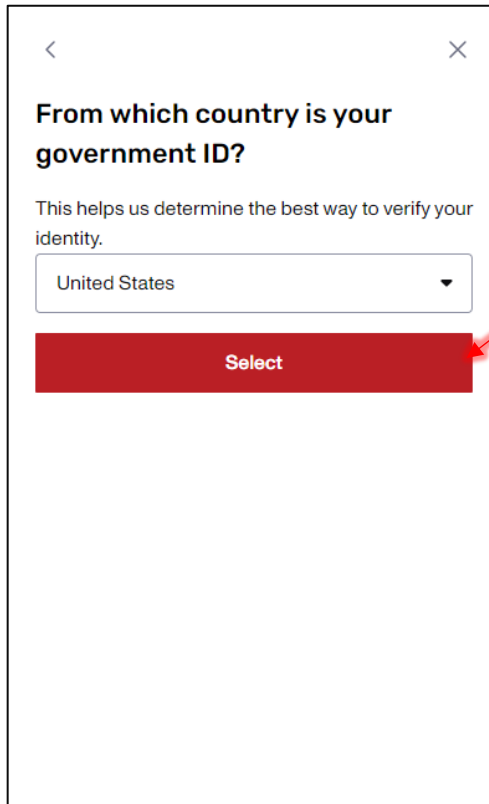 From which country is your
government ID?
This helps us determine the best way to verify your
identity.
United States
Select